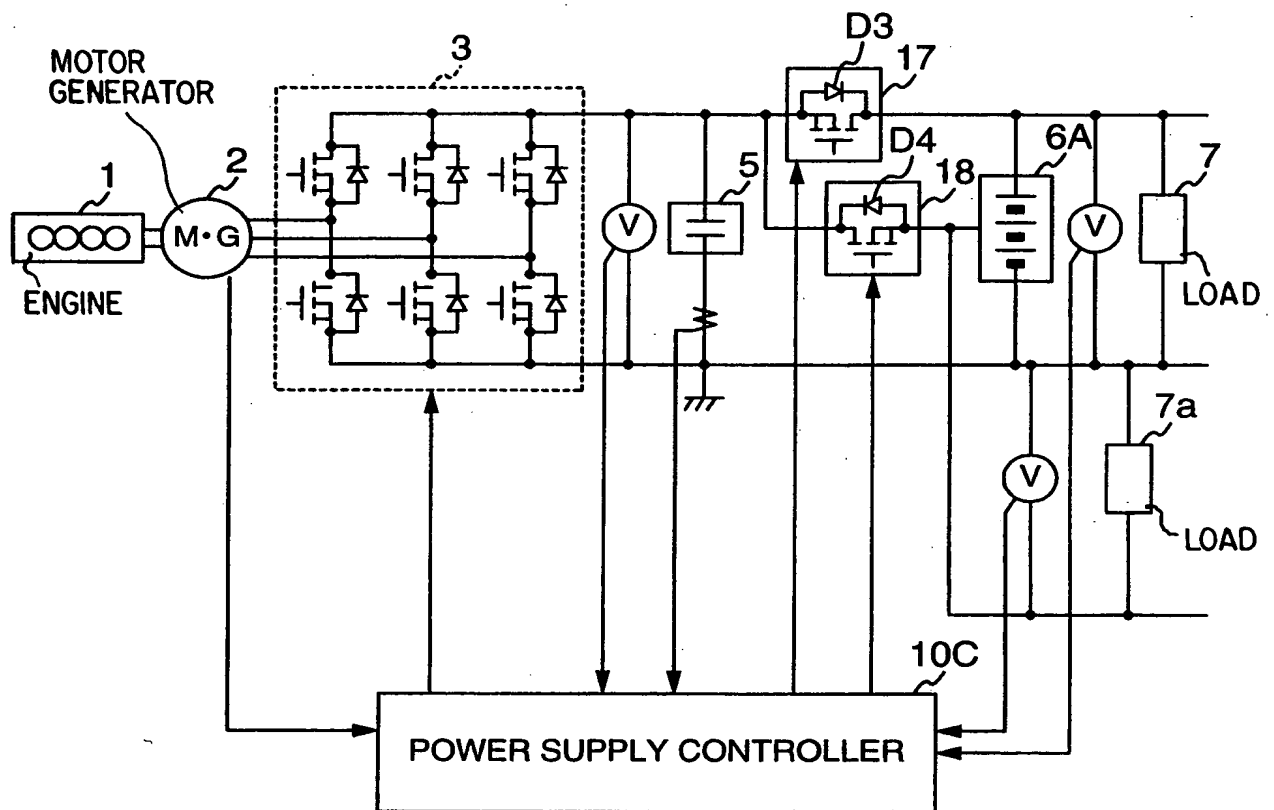 MOTOR
GENERATOR
3
D3
17
D4
18
6A
5
7
1
2
V
V
M·G
ENGINE
LOAD
7a
V
LOAD
10C
POWER SUPPLY CONTROLLER